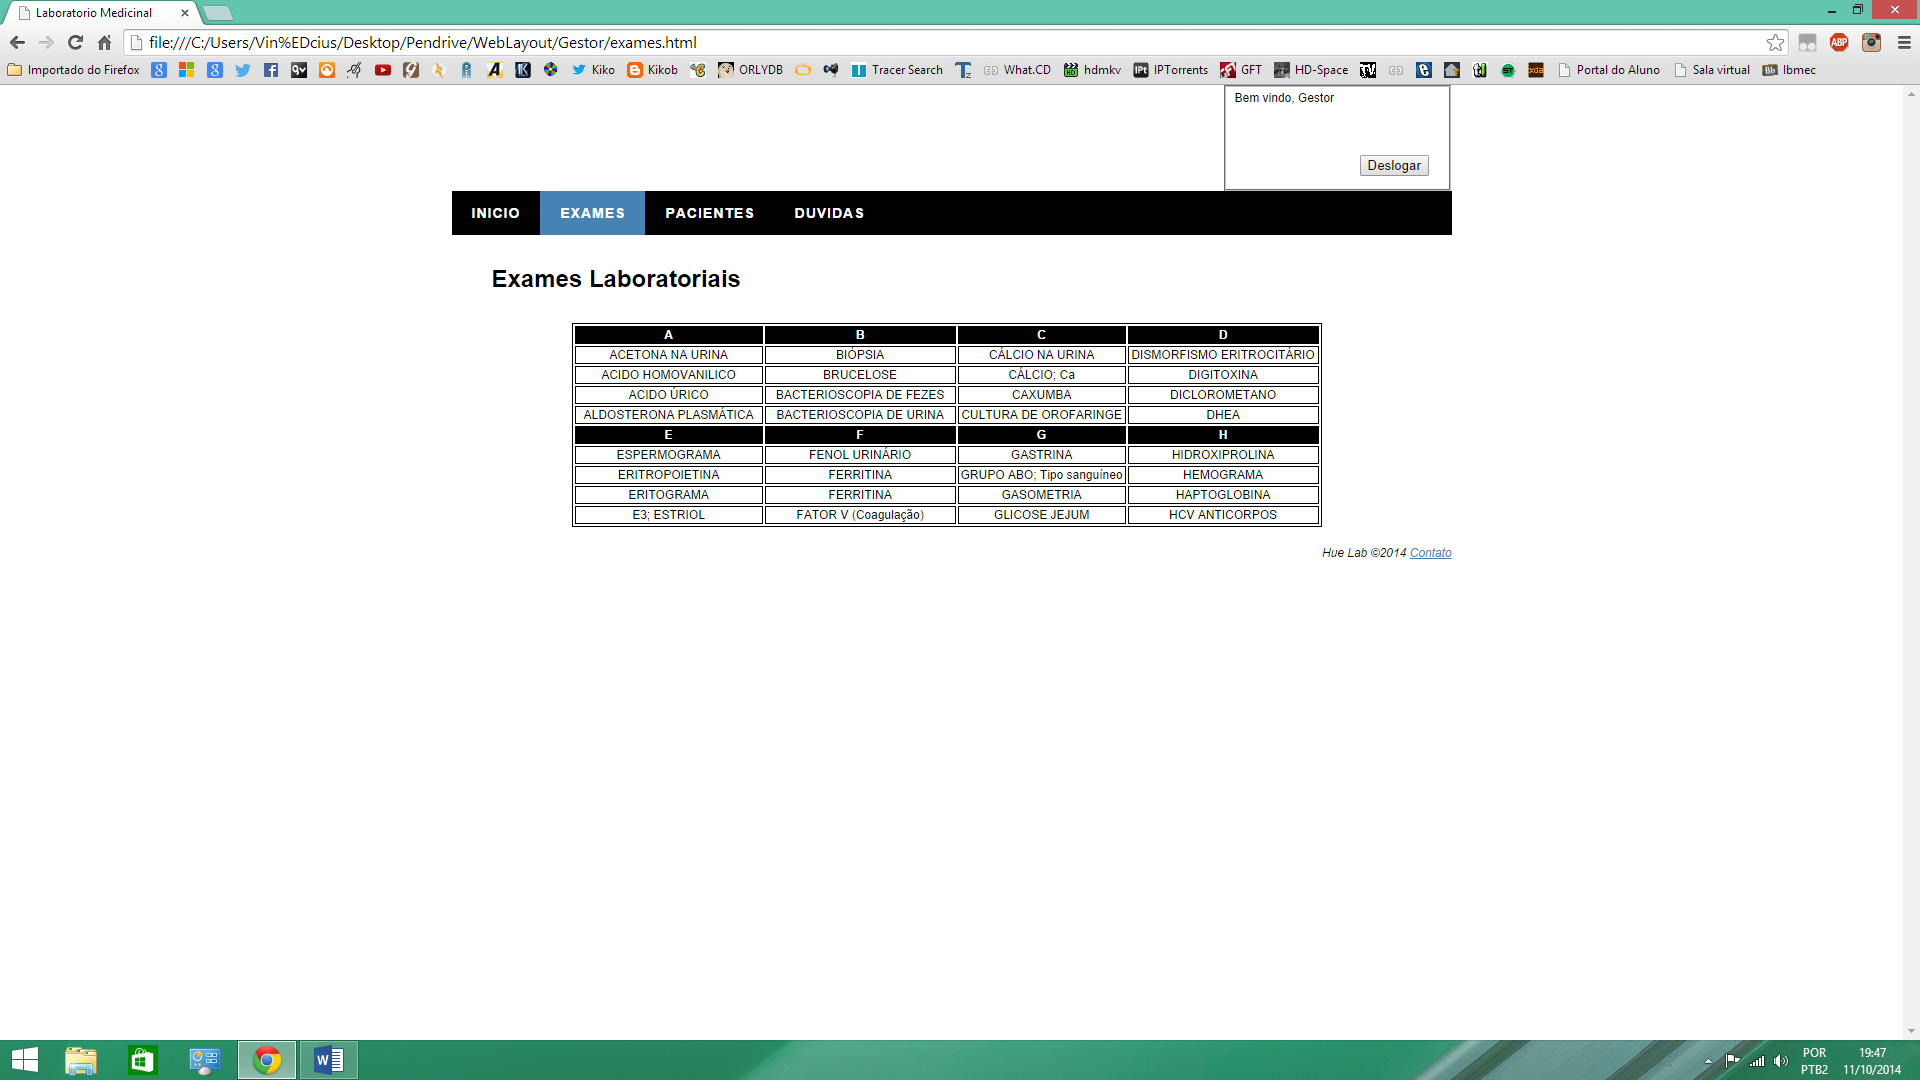 Laboratorio Medicinal
file:///C:/Users/Vin%EDcius/Desktop/Pendrive/WebLayout/Gestor/exames.html
ABP
Importado do Firefox Kiko Kikob ORLYDB Tracer Search What.CD hdmkv IPTorrents GFT HD-Space Portal do Aluno Sala virtual Ibmec
Bem vindo, Gestor
Deslogar
INICIO EXAMES PACIENTES DUVIDAS
Exames Laboratoriais
A B C D
ACETONA NA URINA BIÓPSIA CÁLCIO NA URINA DISMORFISMO ERITROCITÁRIO
ACIDO HOMOVANILICO BRUCELOSE CÁLCIO; Ca DIGITOXINA
ACIDO ÚRICO BACTERIOSCOPIA DE FEZES CAXUMBA DICLOROMETANO
ALDOSTERONA PLASMÁTICA BACTERIOSCOPIA DE URINA CULTURA DE OROFARINGE DHEA
E F G H
ESPERMOGRAMA FENOL URINÁRIO GASTRINA HIDROXIPROLINA
ERITROPOIETINA FERRITINA GRUPO ABO; Tipo sanguíneo HEMOGRAMA
ERITOGRAMA FERRITINA GASOMETRIA HAPTOGLOBINA
E3; ESTRIOL FATOR V (Coagulação) GLICOSE JEJUM HCV ANTICORPOS
Hue Lab ©2014 Contato
POR 19:47
PTB2 11/10/2014